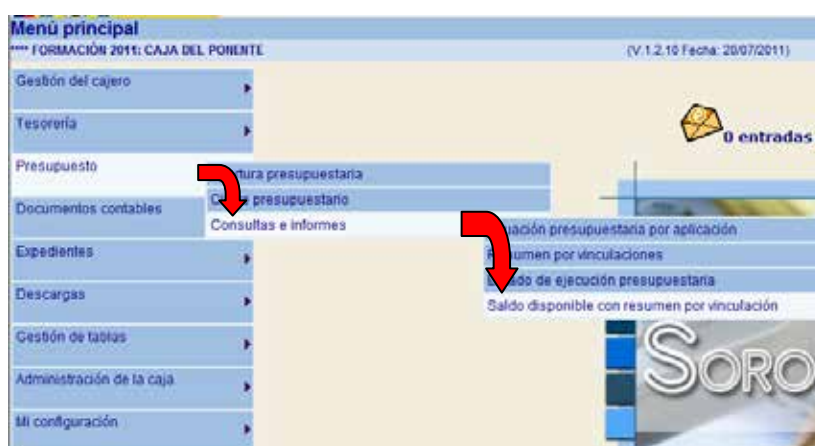 Menú principal
**** FORMACIÓN 2011: CAJA DEL PONENTE
(V.1.2.10 Fecha: 20/07/2011)
Gestión del cajero
Tesorería
0 entradas
Presupuesto
presupuestaria
presupuestario
Documentos contables
Consultas e informes
presupuestaria por aplicación
Expedientes
por vinculaciones
de ejecución presupuestaria
Descargas
Saldo disponible con resumen por vinculación
Gestión de tablas
SORO
Administración de la caja
Mi configuración